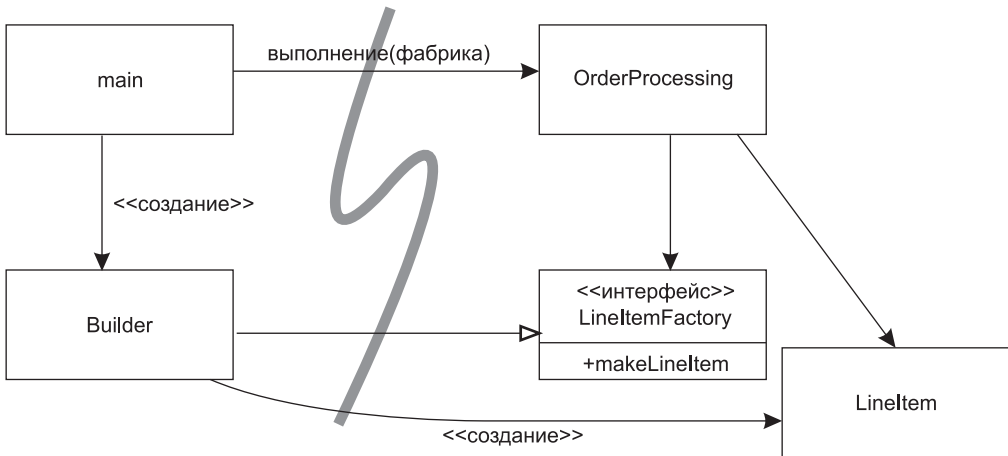 main
выполнение(фабрика)
OrderProcessing
<<создание>>
Builder
<<интерфейс>>
LineItemFactory
+makeLineItem
LineItem
<<создание>>